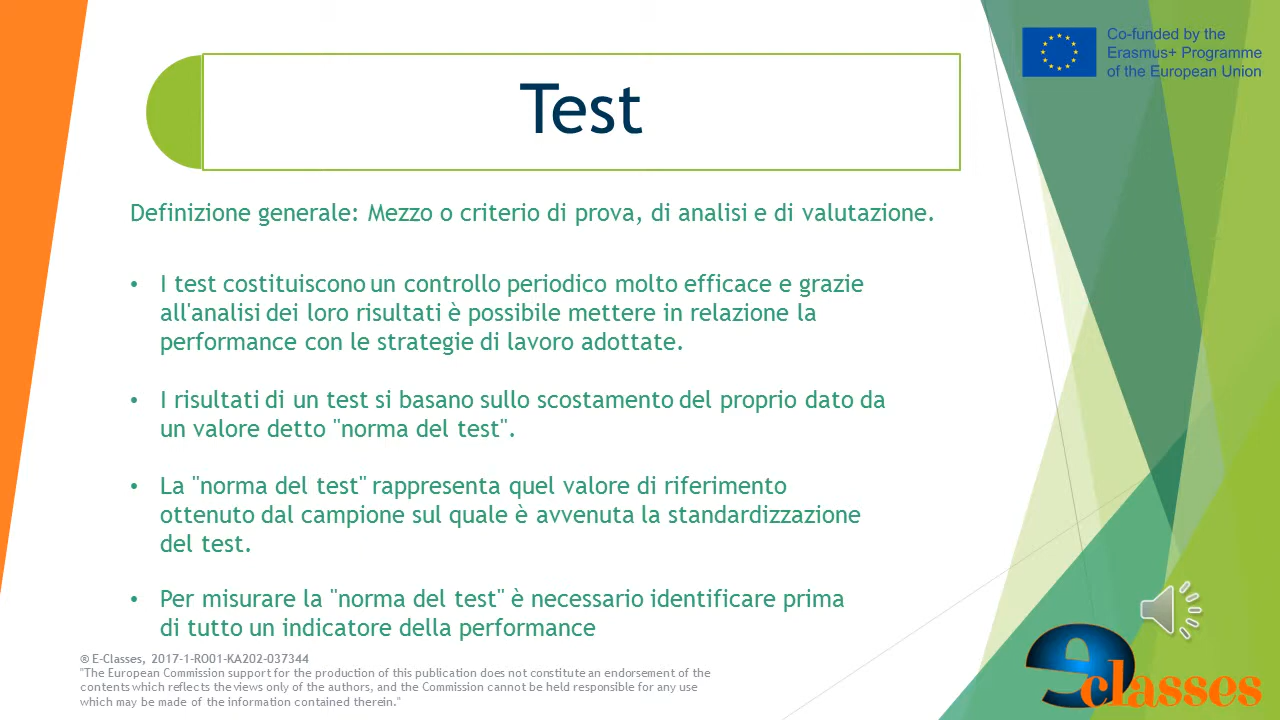 Co-funded by the
Erasmus+ Programme
of the European Union
Test
Definizione generale: Mezzo o criterio di prova, di analisi e di valutazione.
• I test costituiscono un controllo periodico molto efficace e grazie
all'analisi dei loro risultati è possibile mettere in relazione la
performance con le strategie di lavoro adottate.
• I risultati di un test si basano sullo scostamento del proprio dato da
un valore detto "norma del test".
• La "norma del test" rappresenta quel valore di riferimento
ottenuto dal campione sul quale è avvenuta la standardizzazione
del test.
• Per misurare la "norma del test" è necessario identificare prima
di tutto un indicatore della performance
® E-Classes, 2017-1-RO01-KA202-037344
"The European Commission support for the production of this publication does not constitute an endorsement of the
contents which reflects the views only of the authors, and the Commission cannot be held responsible for any use
which may be made of the information contained therein."
e classes